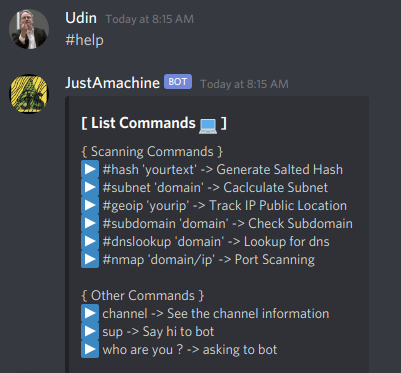 Udin Today at 8:15 AM
#help
JustAmachine BOT Today at 8:15 AM
[ List Commands 💻 ]
{ Scanning Commands }
▶ #hash 'yourtext' -> Generate Salted Hash
▶ #subnet 'domain' -> Caclculate Subnet
▶ #geoip 'yourip' -> Track IP Public Location
▶ #subdomain 'domain' -> Check Subdomain
▶ #dnslookup 'domain' -> Lookup for dns
▶ #nmap 'domain/ip' -> Port Scanning
{ Other Commands }
▶ channel -> See the channel information
▶ sup -> Say hi to bot
▶ who are you ? -> asking to bot